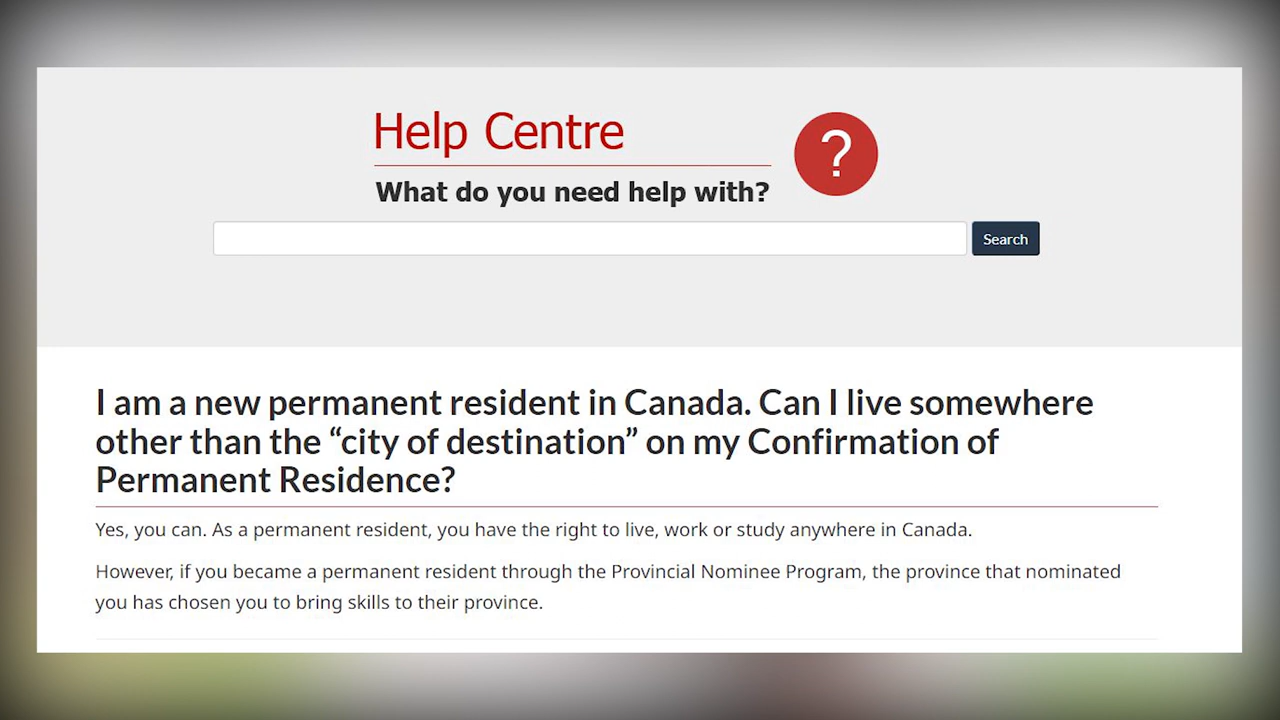 Help Centre
?
What do you need help with?
Search
I am a new permanent resident in Canada. Can I live somewhere
other than the “city of destination” on my Confirmation of
Permanent Residence?
Yes, you can. As a permanent resident, you have the right to live, work or study anywhere in Canada.
However, if you became a permanent resident through the Provincial Nominee Program, the province that nominated
you has chosen you to bring skills to their province.